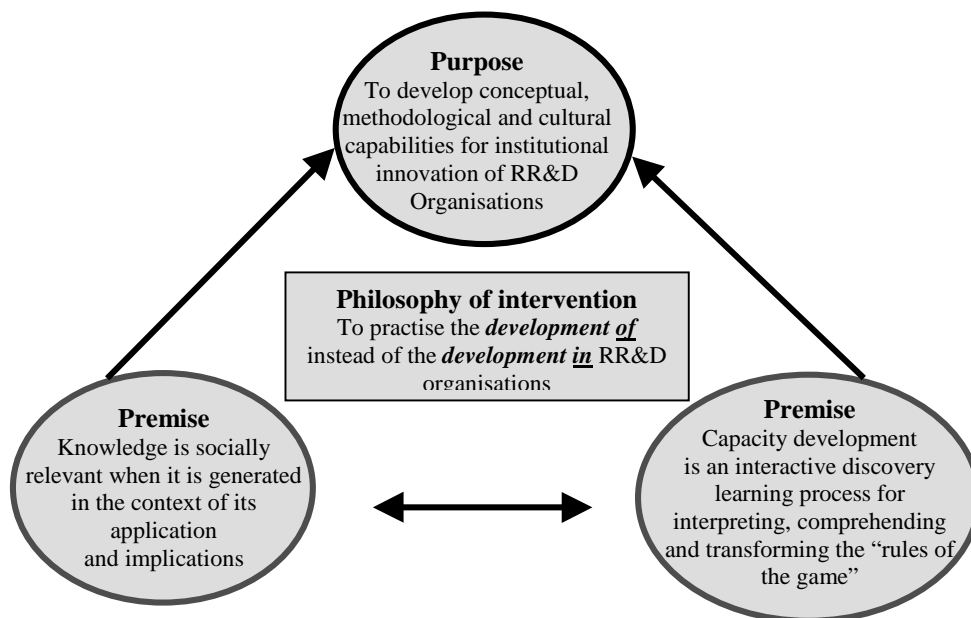 Purpose
To develop conceptual,
methodological and cultural
capabilities for institutional
innovation of RR&D
Organisations
Philosophy of intervention
To practise the development of
instead of the development in RR&D
organisations
Premise
Knowledge is socially
relevant when it is generated
in the context of its
application
and implications
Premise
Capacity development
is an interactive discovery
learning process for
interpreting, comprehending
and transforming the “rules of
the game”